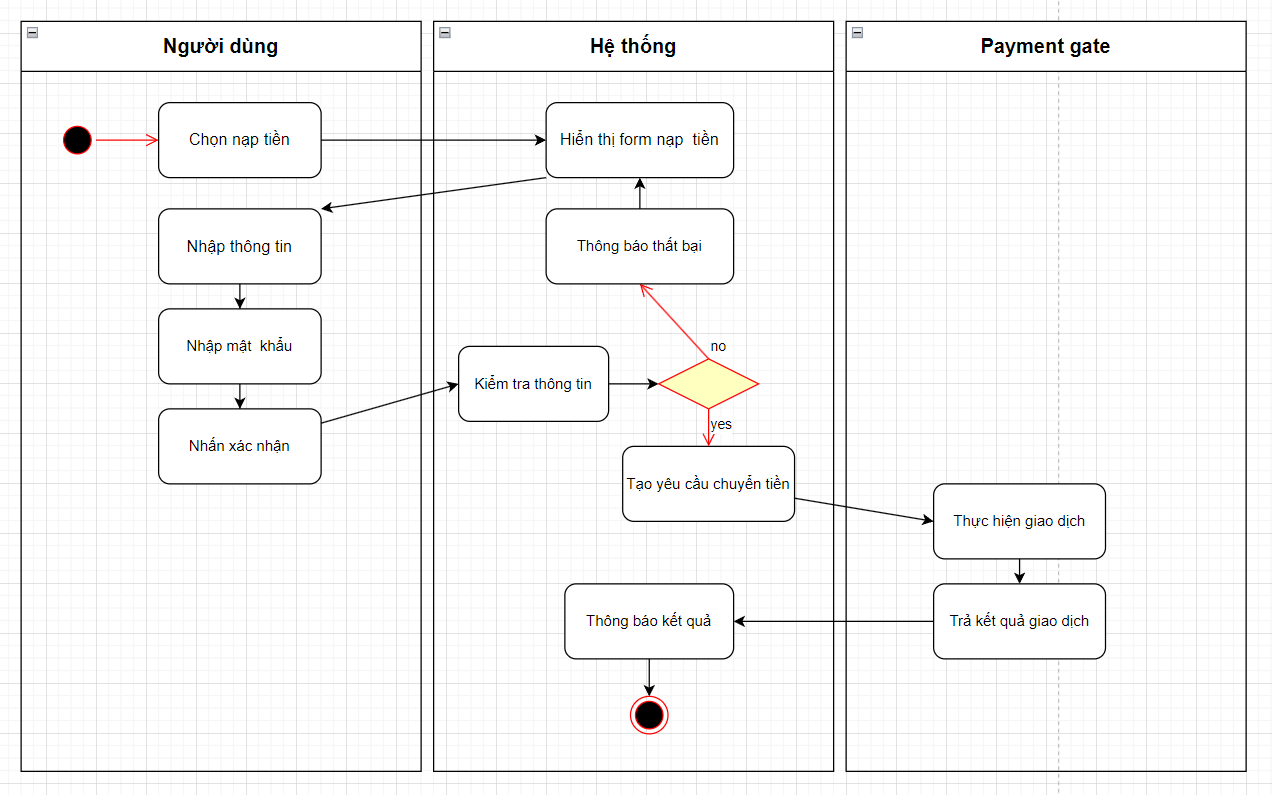 Người dùng
Hệ thống
Payment gate
Chọn nạp tiền
Hiển thị form nạp  tiền
Nhập thông tin
Thông báo thất bại
Nhập mật  khẩu
no
Kiểm tra thông tin
yes
Nhấn xác nhận
Tạo yêu cầu chuyển tiền
Thực hiện giao dịch
Thông báo kết quả
Trả kết quả giao dịch